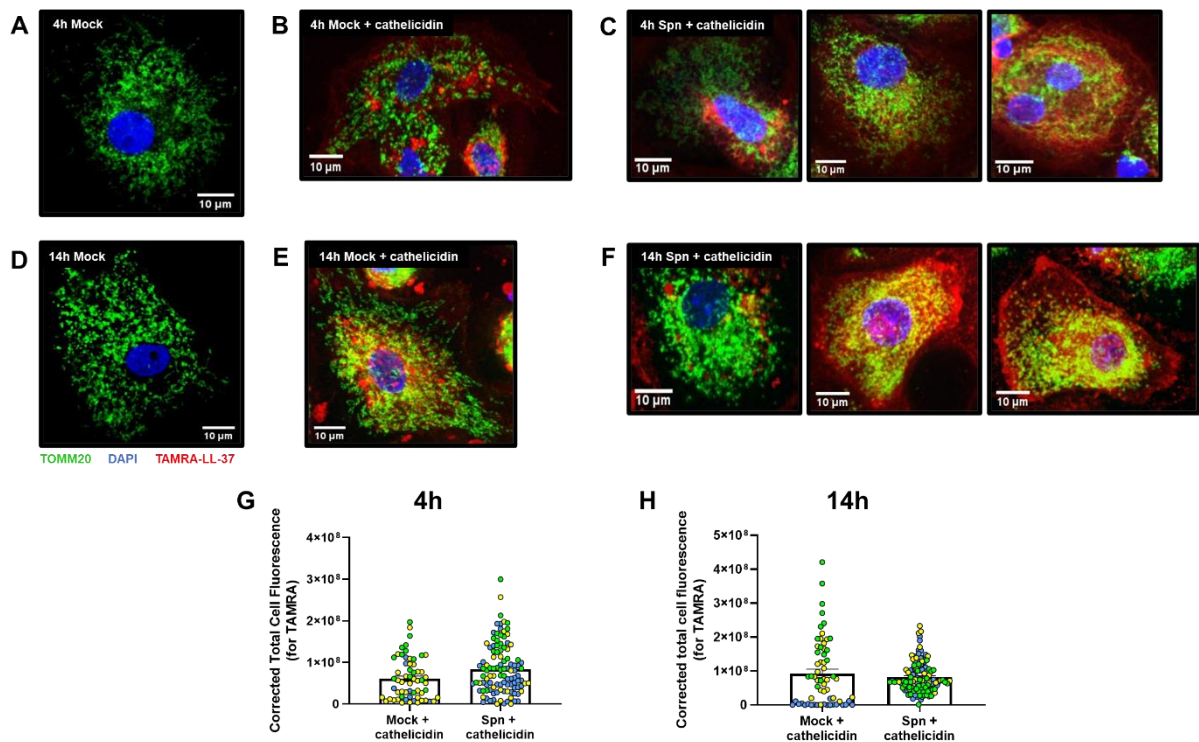 A
4h Mock
10 µm
B
4h Mock + cathelicidin
10 µm
C
4h Spn + cathelicidin
10 µm
10 µm
10 µm
D
14h Mock
10 µm
E
14h Mock + cathelicidin
10 µm
F
14h Spn + cathelicidin
10 µm
10 µm
10 µm
TOMM20 DAPI TAMRA-LL-37
G
4h
Corrected Total Cell Fluorescence
(for TAMRA)
4×10⁸
3×10⁸
2×10⁸
1×10⁸
0
Mock +
cathelicidin
Spn +
cathelicidin
H
14h
Corrected total cell fluorescence
(for TAMRA)
5×10⁸
4×10⁸
3×10⁸
2×10⁸
1×10⁸
0
Mock +
cathelicidin
Spn +
cathelicidin